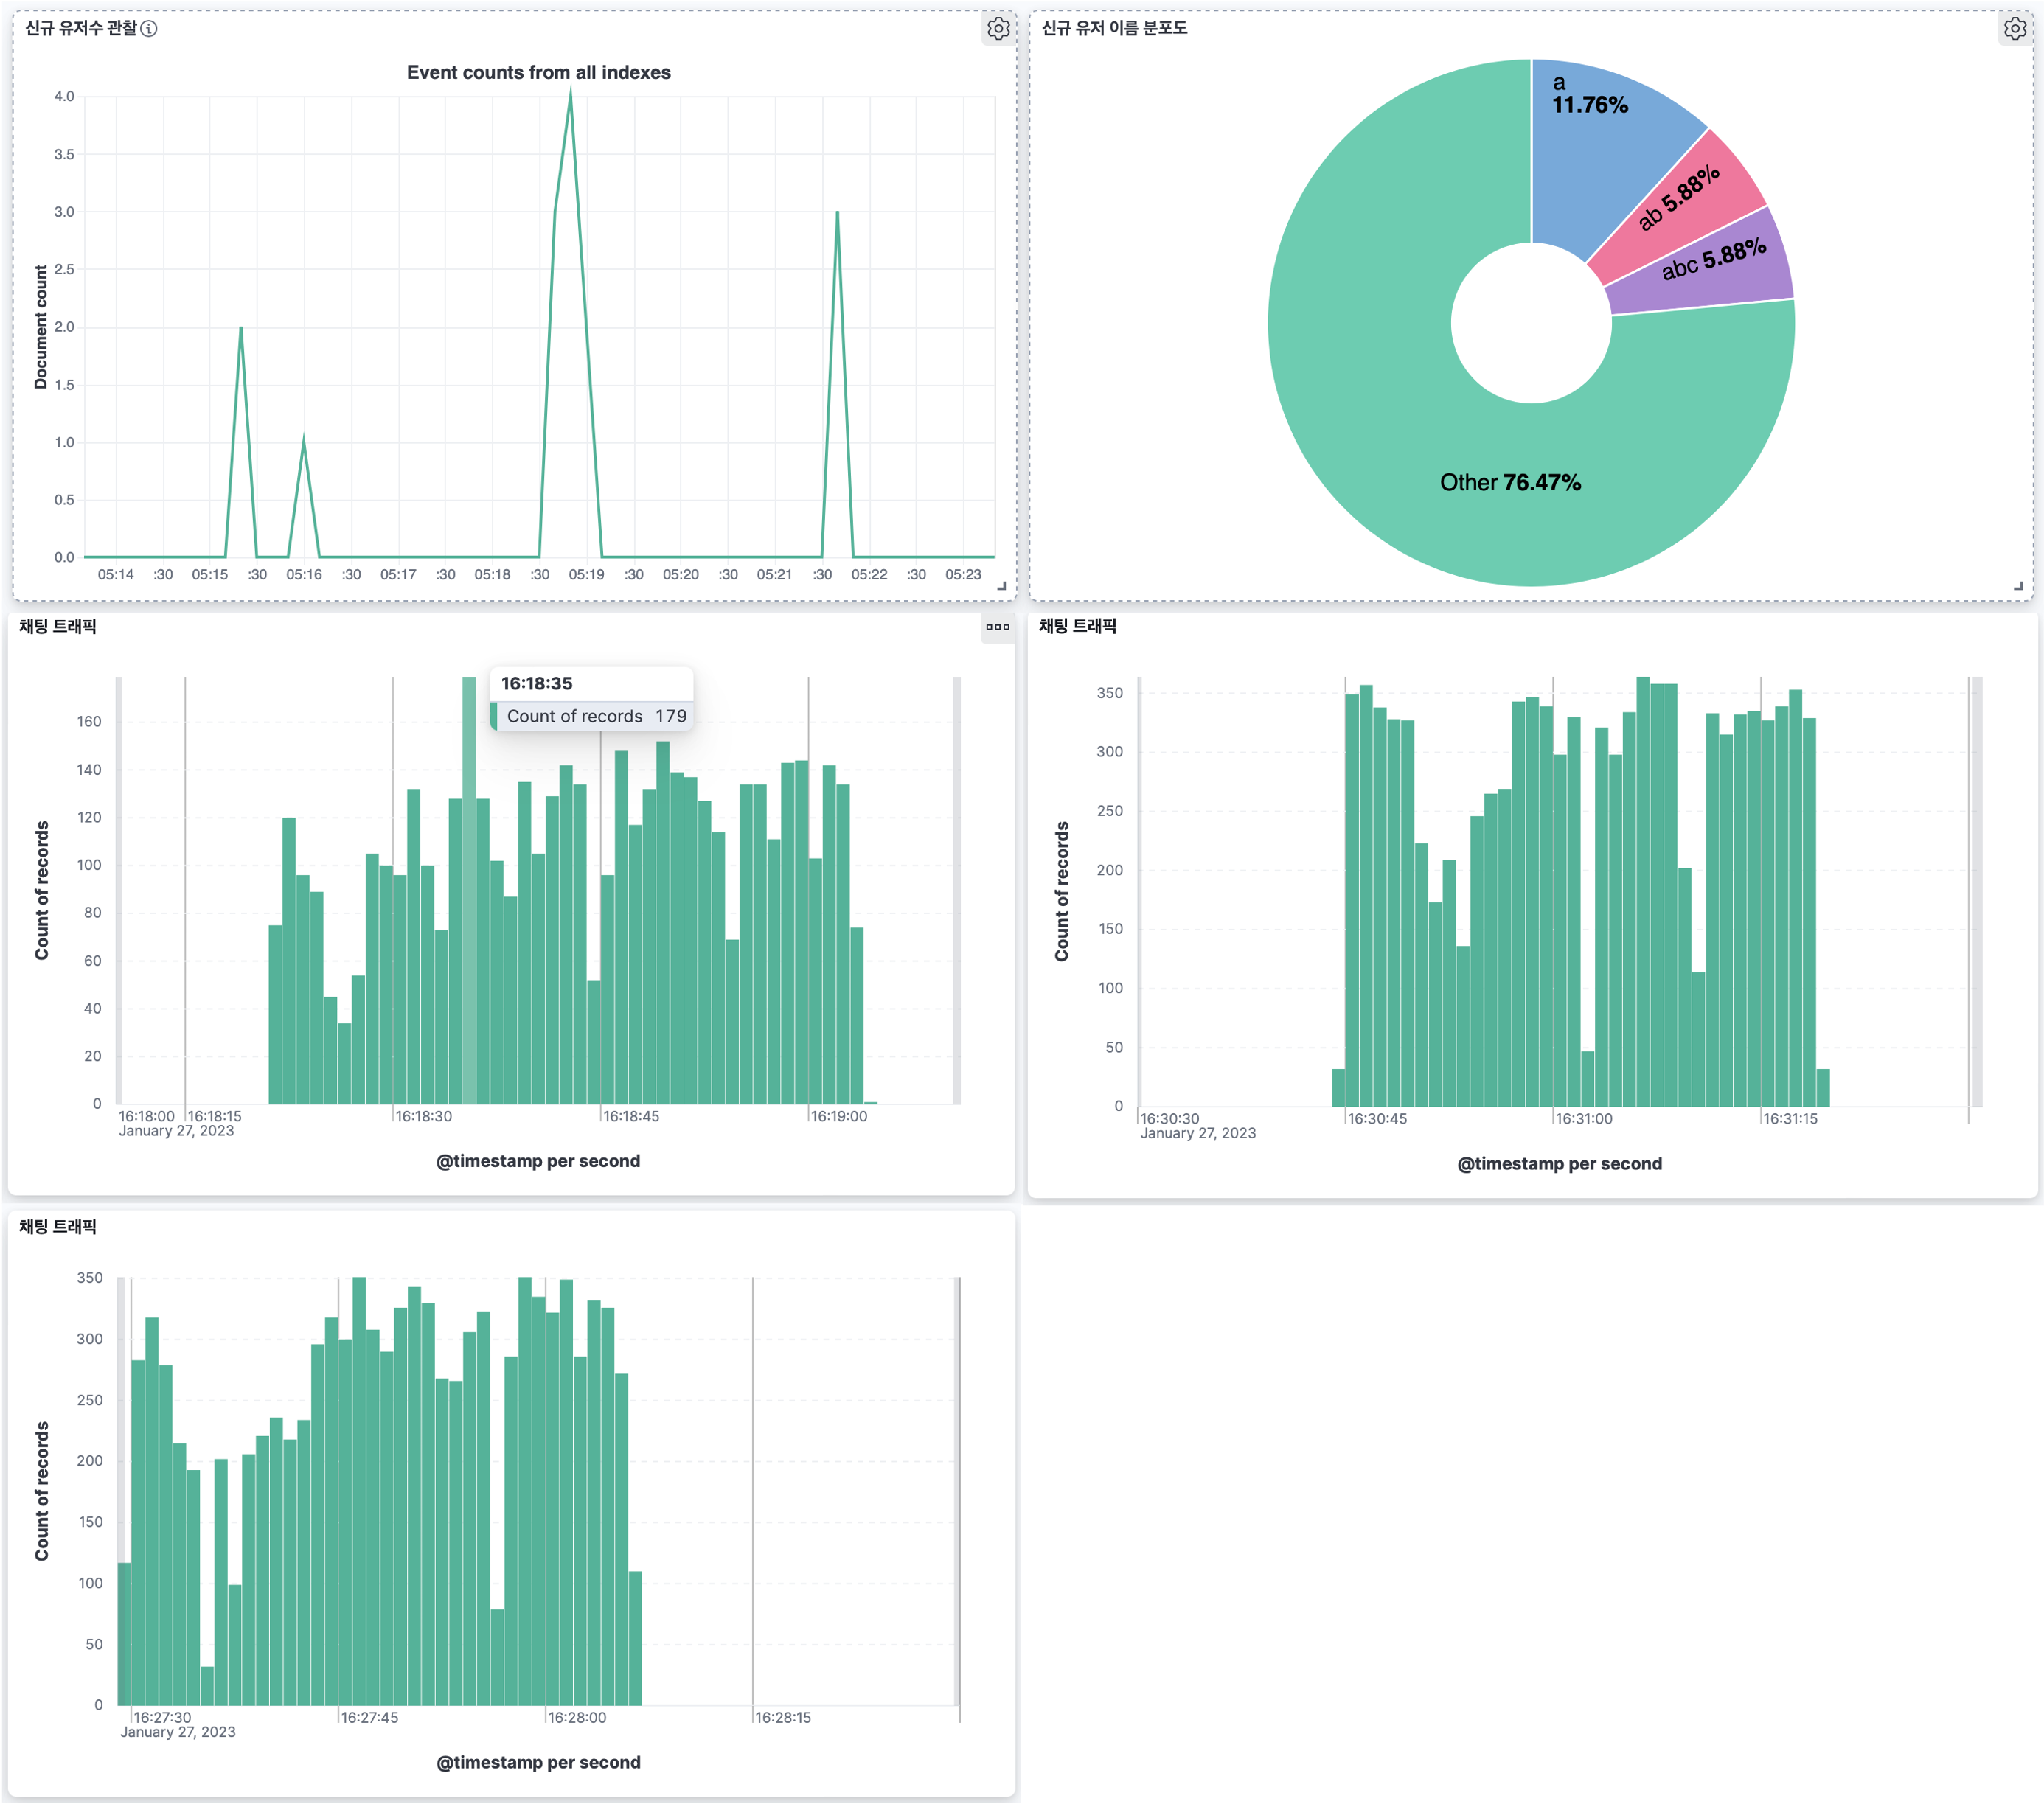 신규 유저수 관찰
Event counts from all indexes
Document count
4.0
3.5
3.0
2.5
2.0
1.5
1.0
0.5
0.0
05:14 :30 05:15 :30 05:16 :30 05:17 :30 05:18 :30 05:19 :30 05:20 :30 05:21 :30 05:22 :30 05:23
신규 유저 이름 분포도
a
11.76%
ab 5.88%
abc 5.88%
Other 76.47%
채팅 트래픽
16:18:35
Count of records 179
Count of records
160
140
120
100
80
60
40
20
0
16:18:00 16:18:15 16:18:30 16:18:45 16:19:00
January 27, 2023
@timestamp per second
채팅 트래픽
Count of records
350
300
250
200
150
100
50
0
16:30:30 16:30:45 16:31:00 16:31:15
January 27, 2023
@timestamp per second
채팅 트래픽
Count of records
350
300
250
200
150
100
50
0
16:27:30 16:27:45 16:28:00 16:28:15
January 27, 2023
@timestamp per second